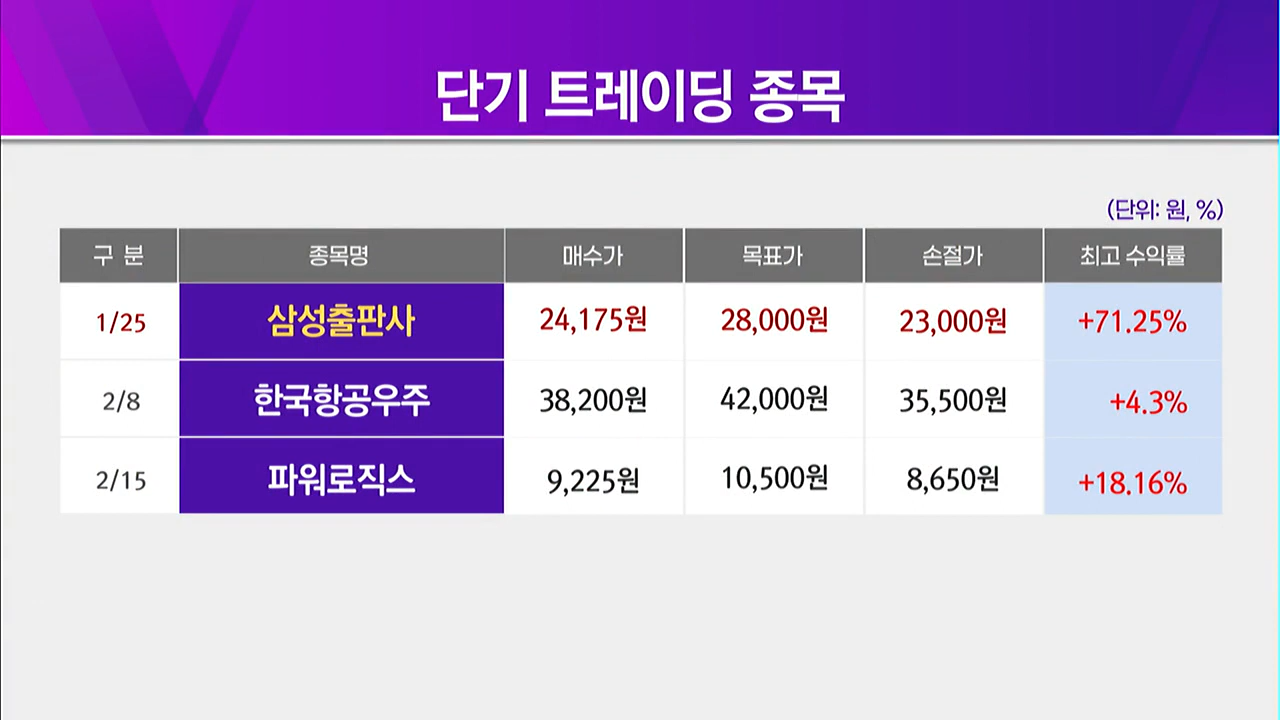 단기 트레이딩 종목
(단위: 원, %)
구 분 종목명 매수가 목표가 손절가 최고 수익률
1/25 삼성출판사 24,175원 28,000원 23,000원 +71.25%
2/8 한국항공우주 38,200원 42,000원 35,500원 +4.3%
2/15 파워로직스 9,225원 10,500원 8,650원 +18.16%